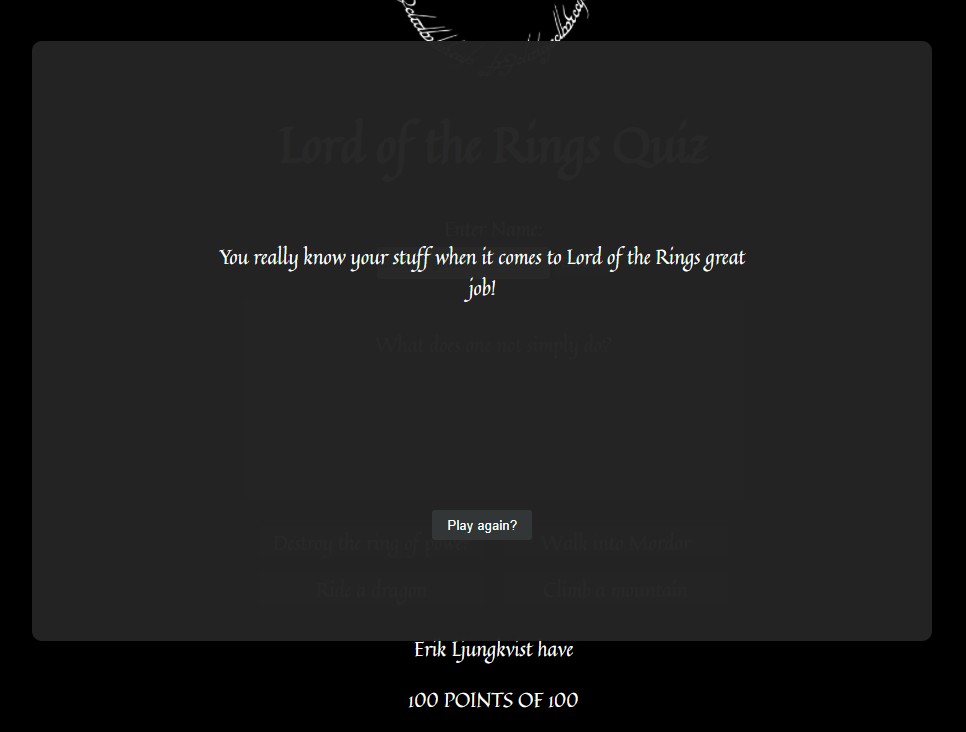 Lord of the Rings Quiz
Enter Name
You really know your stuff when it comes to Lord of the Rings great
job!
What does one not simply do?
Play again?
Destroy the ring of power
Walk into Mordor
Ride a dragon
Climb a mountain
Erik Ljungkvist have
100 POINTS OF 100